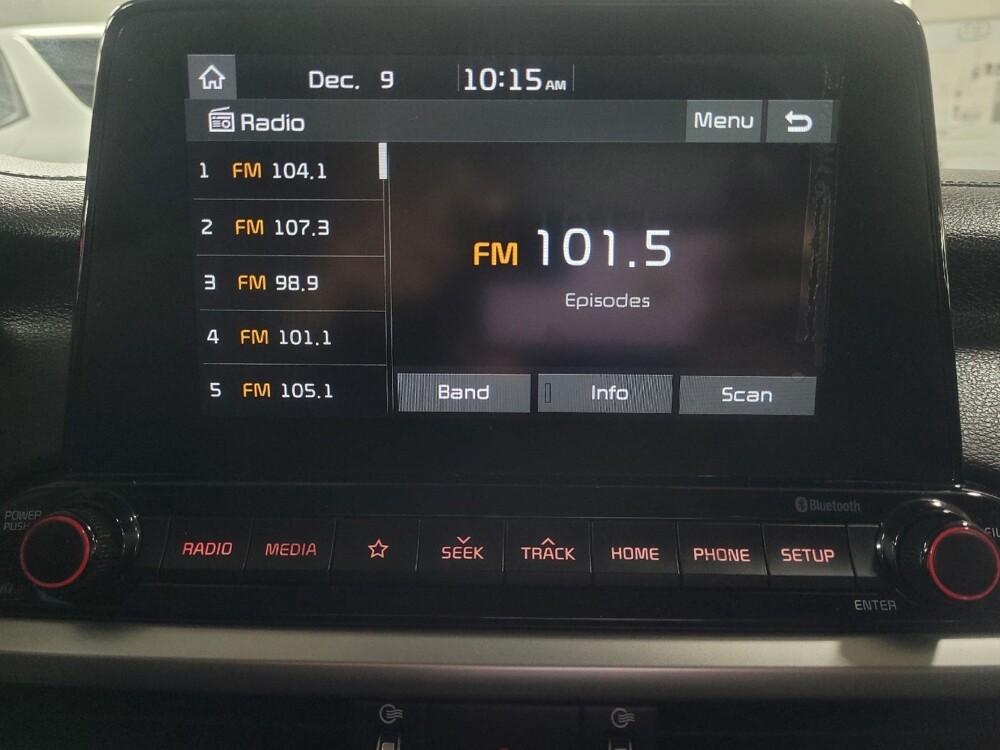 Dec. 9 10:15 AM
Radio Menu
1 FM 104.1
2 FM 107.3
3 FM 98.9
4 FM 101.1
5 FM 105.1
FM 101.5
Episodes
Band Info Scan
Bluetooth
POWER
PUSH
RADIO MEDIA SEEK TRACK HOME PHONE SETUP
ENTER